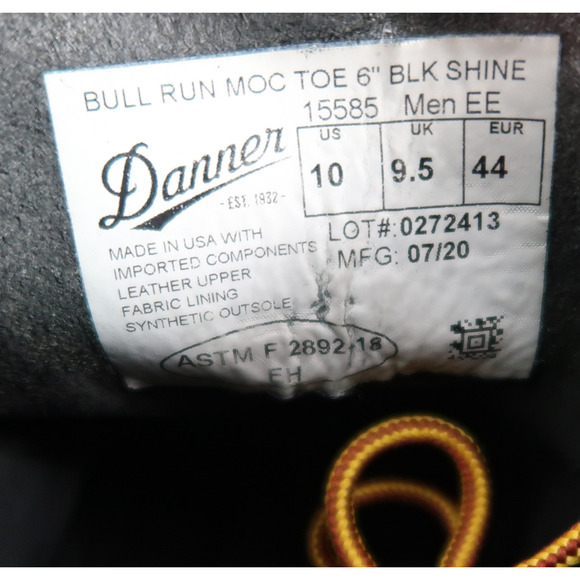 BULL RUN MOC TOE 6" BLK SHINE
15585 Men EE
US UK EUR
10 9.5 44
Danner
- EST. 1932 -
LOT#:0272413
MFG: 07/20
MADE IN USA WITH
IMPORTED COMPONENTS
LEATHER UPPER
FABRIC LINING
SYNTHETIC OUTSOLE
ASTM F 2892-18
EH